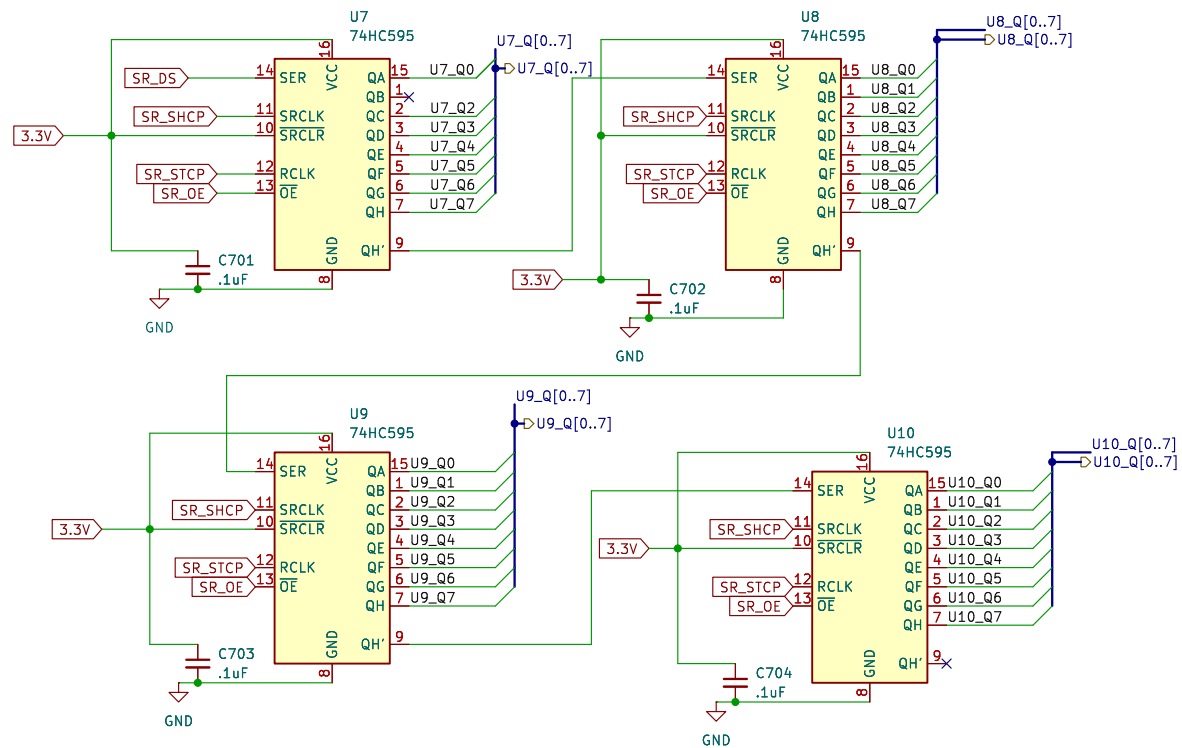 U7
74HC595
16
VCC
U7_Q[0..7]
U7_Q[0..7]
SR_DS
14
SER
QA
15
U7_Q0
QB
1
SR_SHCP
11
SRCLK
QC
2
U7_Q2
3.3V
10
SRCLR
QD
3
U7_Q3
QE
4
U7_Q4
SR_STCP
12
RCLK
QF
5
U7_Q5
SR_OE
13
OE
QG
6
U7_Q6
QH
7
U7_Q7
GND
QH'
9
8
C701
.1uF
GND
U8
74HC595
16
VCC
U8_Q[0..7]
U8_Q[0..7]
14
SER
QA
15
U8_Q0
QB
1
U8_Q1
SR_SHCP
11
SRCLK
QC
2
U8_Q2
10
SRCLR
QD
3
U8_Q3
QE
4
U8_Q4
SR_STCP
12
RCLK
QF
5
U8_Q5
SR_OE
13
OE
QG
6
U8_Q6
QH
7
U8_Q7
GND
QH'
9
8
3.3V
C702
.1uF
GND
U9
74HC595
16
VCC
U9_Q[0..7]
U9_Q[0..7]
14
SER
QA
15
U9_Q0
QB
1
U9_Q1
SR_SHCP
11
SRCLK
QC
2
U9_Q2
3.3V
10
SRCLR
QD
3
U9_Q3
QE
4
U9_Q4
SR_STCP
12
RCLK
QF
5
U9_Q5
SR_OE
13
OE
QG
6
U9_Q6
QH
7
U9_Q7
GND
QH'
9
8
C703
.1uF
GND
U10
74HC595
16
VCC
U10_Q[0..7]
U10_Q[0..7]
14
SER
QA
15
U10_Q0
QB
1
U10_Q1
SR_SHCP
11
SRCLK
QC
2
U10_Q2
3.3V
10
SRCLR
QD
3
U10_Q3
QE
4
U10_Q4
SR_STCP
12
RCLK
QF
5
U10_Q5
SR_OE
13
OE
QG
6
U10_Q6
QH
7
U10_Q7
GND
QH'
9
8
C704
.1uF
GND